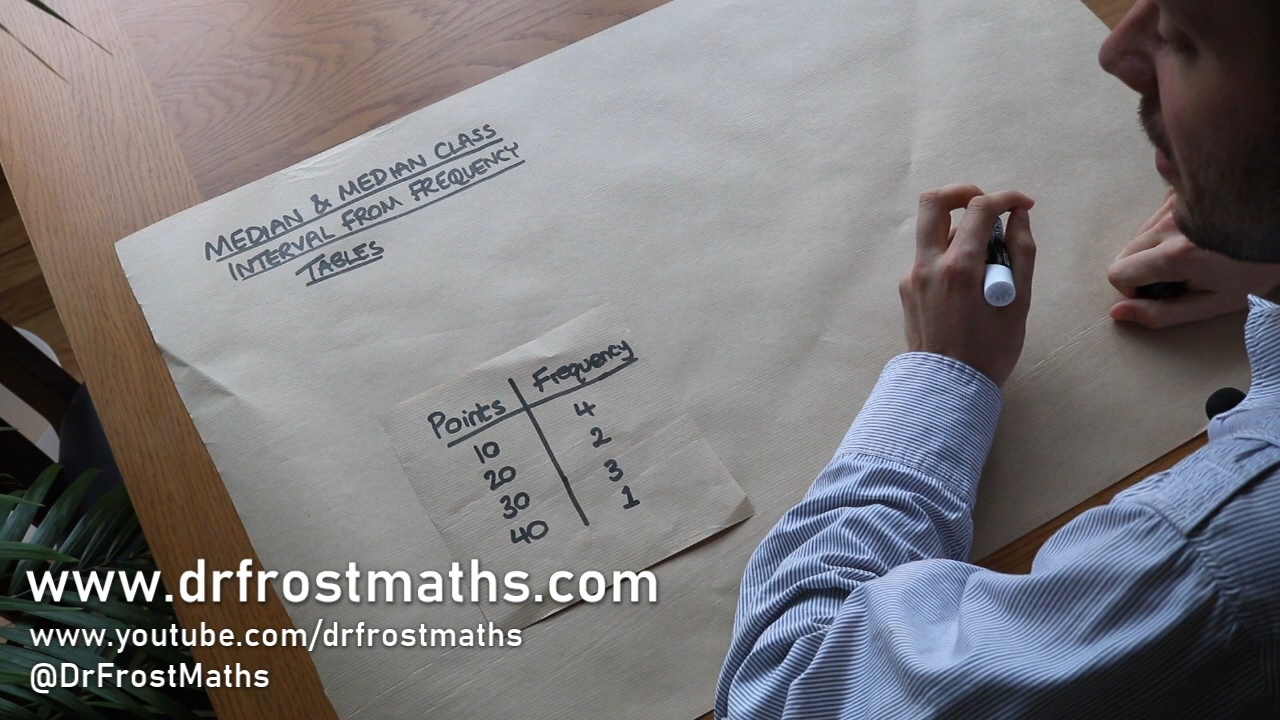 MEDIAN & MEDIAN CLASS
INTERVAL FROM FREQUENCY
TABLES
Points Frequency
10 4
20 2
30 3
40 1
www.drfrostmaths.com
www.youtube.com/drfrostmaths
@DrFrostMaths